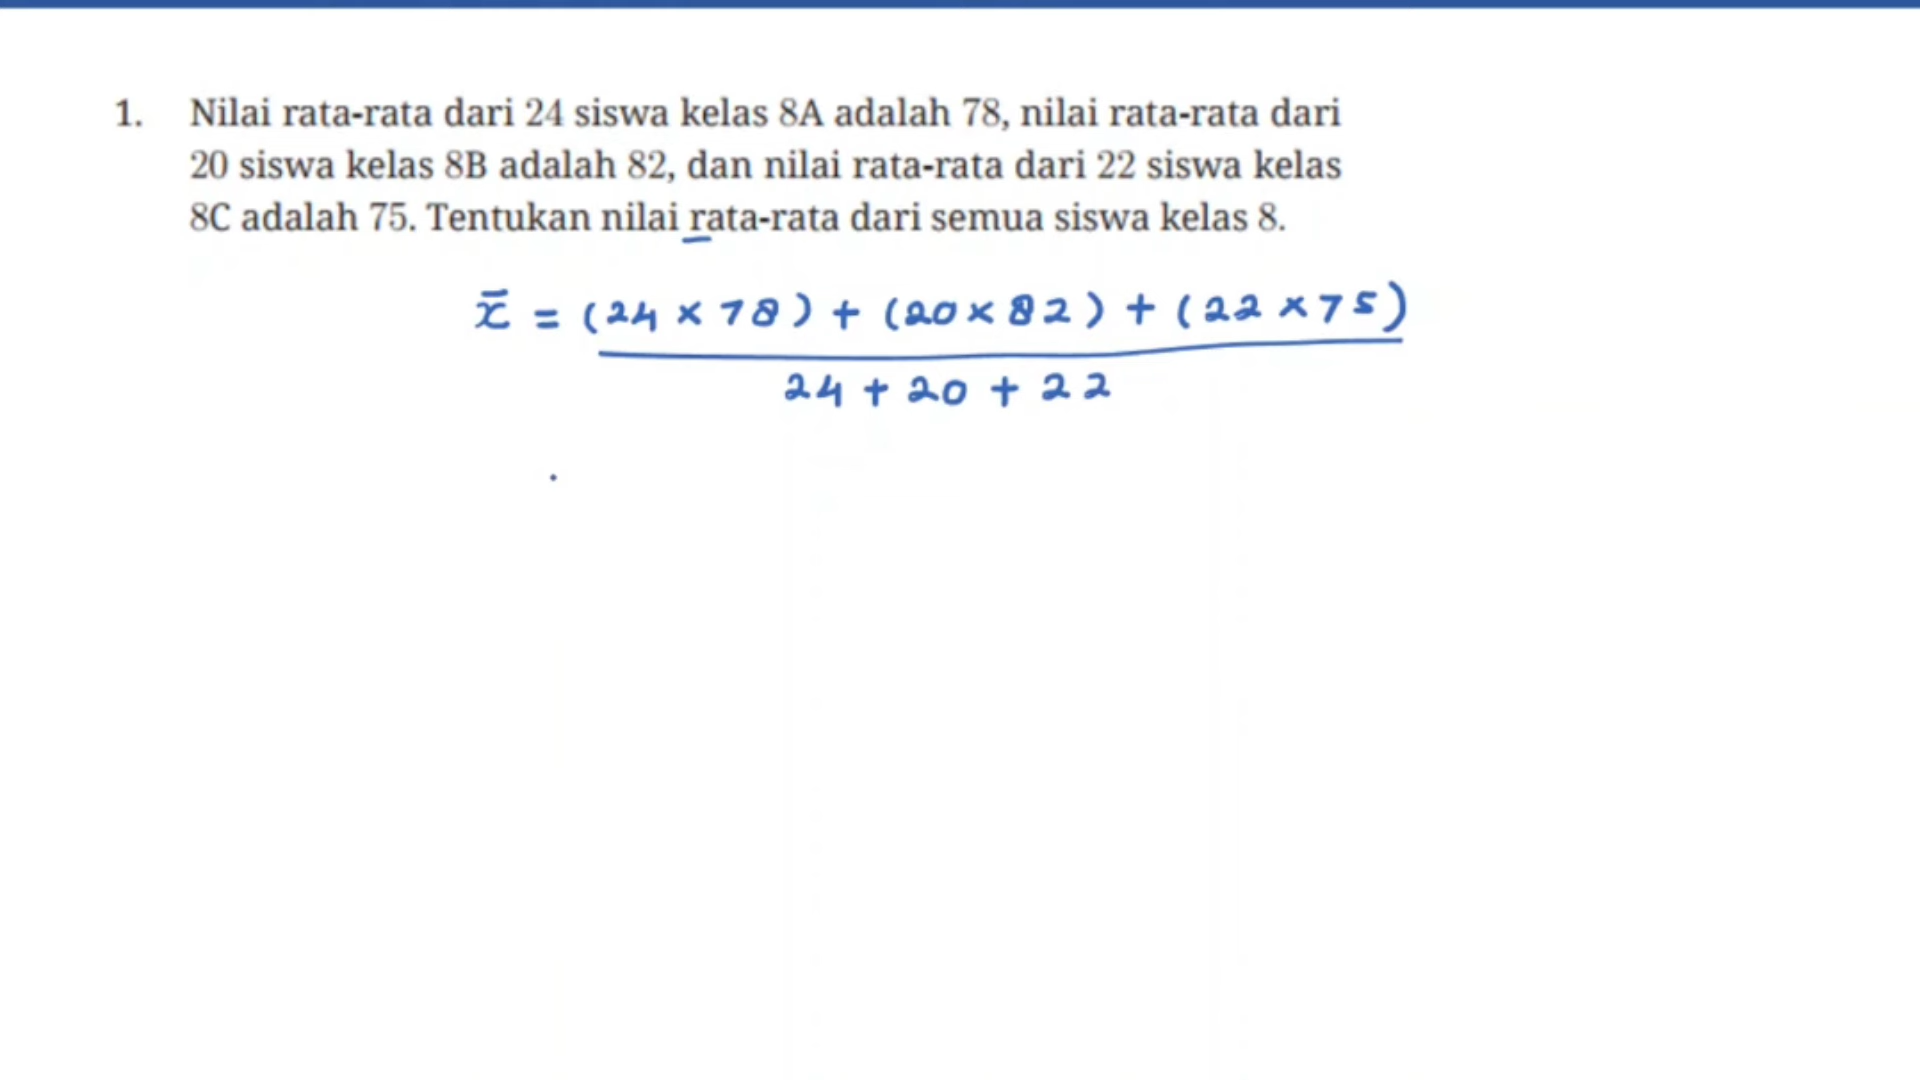 1. Nilai rata-rata dari 24 siswa kelas 8A adalah 78, nilai rata-rata dari
20 siswa kelas 8B adalah 82, dan nilai rata-rata dari 22 siswa kelas
8C adalah 75. Tentukan nilai rata-rata dari semua siswa kelas 8.
x̄ = (24 × 78) + (20 × 82) + (22 × 75)
24 + 20 + 22